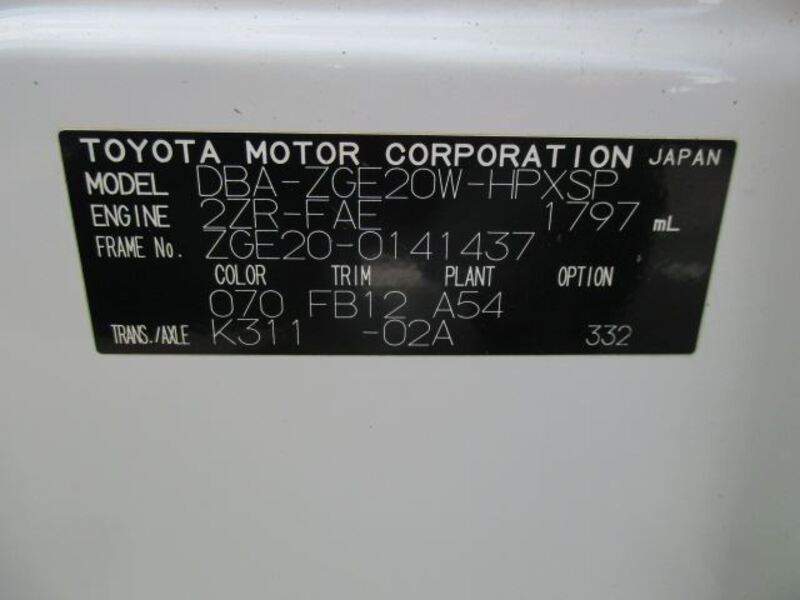 TOYOTA MOTOR CORPORATION JAPAN
MODEL DBA-ZGE20W-HPXSP
ENGINE 2ZR-FAE 1797 mL
FRAME No. ZGE20-0141437
COLOR TRIM PLANT OPTION
070 FB12 A54
TRANS./AXLE K311 -02A 332